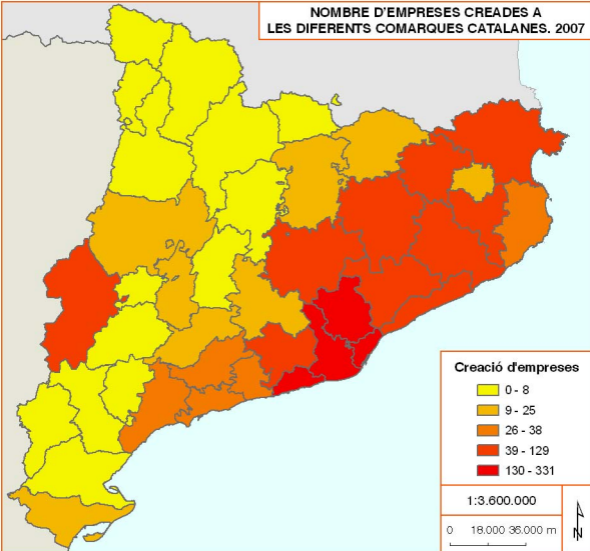 NOMBRE D'EMPRESES CREADES A
LES DIFERENTS COMARQUES CATALANES. 2007
Creació d'empreses
0 - 8
9 - 25
26 - 38
39 - 129
130 - 331
1:3.600.000
0 18.000 36.000 m
N